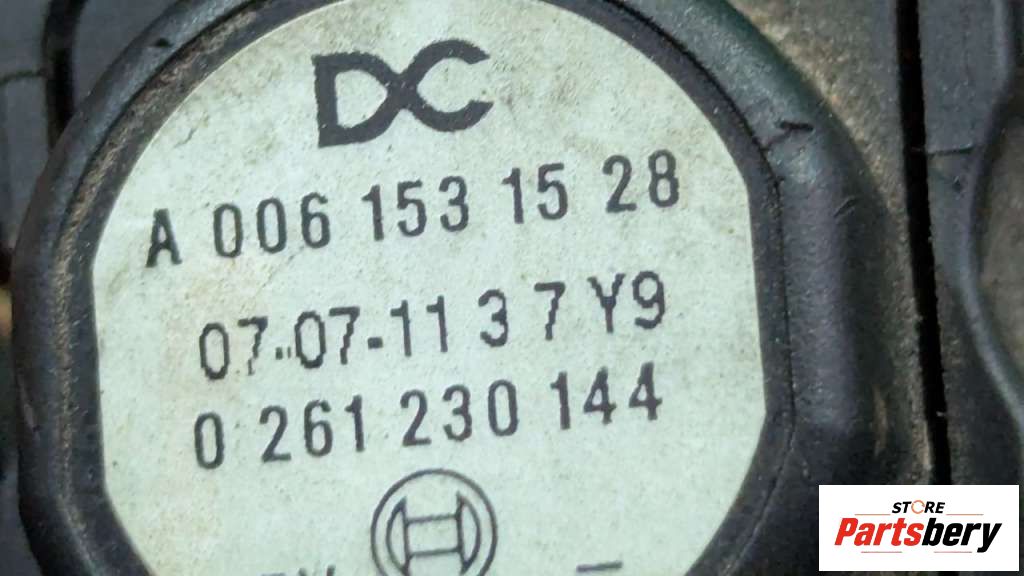 DC
A 006 153 15 28
07-07-11 3 7 Y9
0 261 230 144
STORE
Partsbery